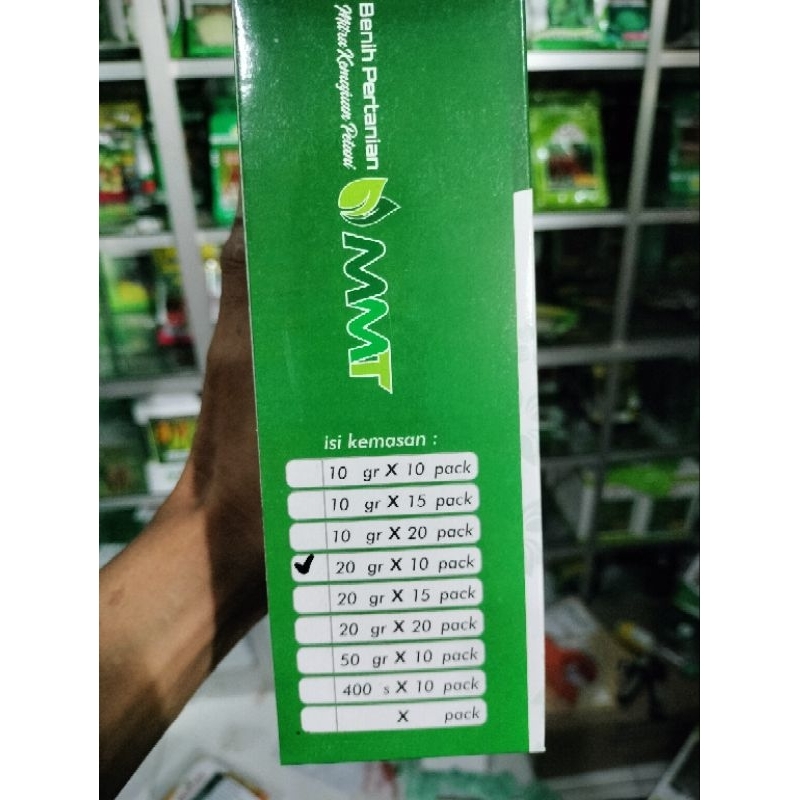 Benih Pertanian
Mitra Kemajuan Petani
MMT
isi kemasan :
10 gr X 10 pack
10 gr X 15 pack
10 gr X 20 pack
✔ 20 gr X 10 pack
20 gr X 15 pack
20 gr X 20 pack
50 gr X 10 pack
400 s X 10 pack
X pack